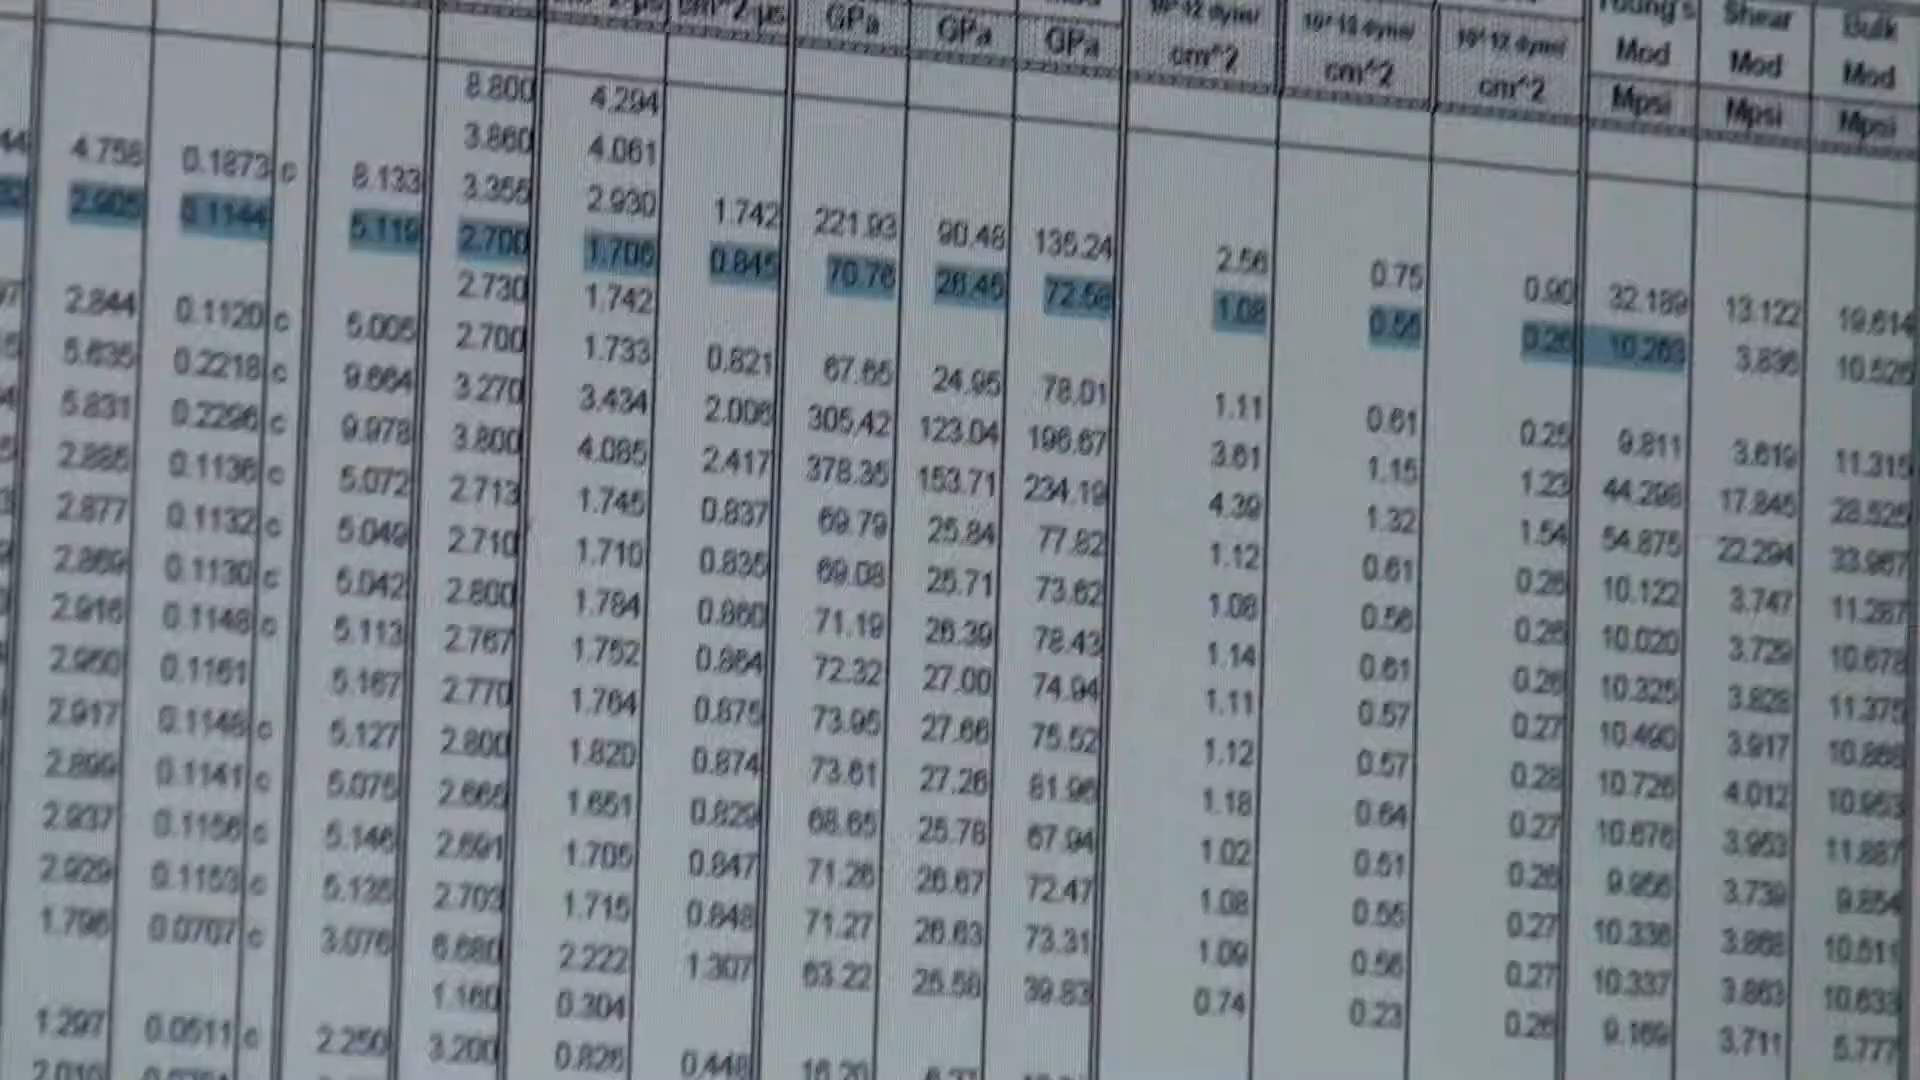 GPa GPa GPa cm^2 cm^2 cm^2 Mod Mod Mod
Mpsi Mpsi Mpsi
8.800 4.294
3.860 4.061
4.758 0.1873 c 8.133 3.355 2.930 1.742 221.93 90.48 135.24 2.56 0.75 0.90 32.189 13.122 19.614
2.905 0.1144 5.119 2.700 1.706 0.845 70.76 26.45 72.58 1.08 0.55 0.26 10.263 3.836 10.526
2.730 1.742
2.844 0.1120 c 5.005 2.700 1.733 0.821 67.65 24.95 78.01 1.11 0.61 0.25 9.811 3.619 11.315
5.635 0.2218 c 9.664 3.270 3.434 2.006 305.42 123.04 196.67 3.61 1.15 1.23 44.298 17.845 28.525
5.831 0.2296 c 9.978 3.800 4.085 2.417 378.35 153.71 234.19 4.39 1.32 1.54 54.875 22.294 33.967
2.885 0.1136 c 5.072 2.713 1.745 0.837 69.79 25.84 77.82 1.12 0.61 0.26 10.122 3.747 11.287
2.877 0.1132 c 5.049 2.710 1.710 0.835 69.08 25.71 73.62 1.08 0.56 0.26 10.020 3.729 10.678
2.869 0.1130 c 5.042 2.800 1.784 0.860 71.19 26.39 78.43 1.14 0.61 0.26 10.325 3.828 11.375
2.916 0.1148 c 5.113 2.767 1.752 0.864 72.32 27.00 74.94 1.11 0.57 0.27 10.490 3.917 10.868
2.950 0.1161 5.167 2.770 1.764 0.875 73.95 27.66 75.52 1.12 0.57 0.28 10.726 4.012 10.953
2.917 0.1148 c 5.127 2.800 1.820 0.874 73.61 27.26 81.96 1.18 0.64 0.27 10.676 3.953 11.887
2.899 0.1141 c 5.075 2.665 1.651 0.829 68.65 25.78 67.94 1.02 0.51 0.26 9.956 3.739 9.854
2.937 0.1156 c 5.146 2.691 1.705 0.847 71.26 26.67 72.47 1.08 0.55 0.27 10.336 3.868 10.511
2.929 0.1153 c 5.135 2.703 1.715 0.848 71.27 26.63 73.31 1.09 0.56 0.27 10.337 3.863 10.633
1.796 0.0707 c 3.076 6.680 2.222 1.307 63.22 25.58 39.83 0.74 0.23 0.26 9.169 3.711 5.777
1.160 0.304
1.297 0.0511 c 2.250 3.200 0.826 0.448 16.20
2.010